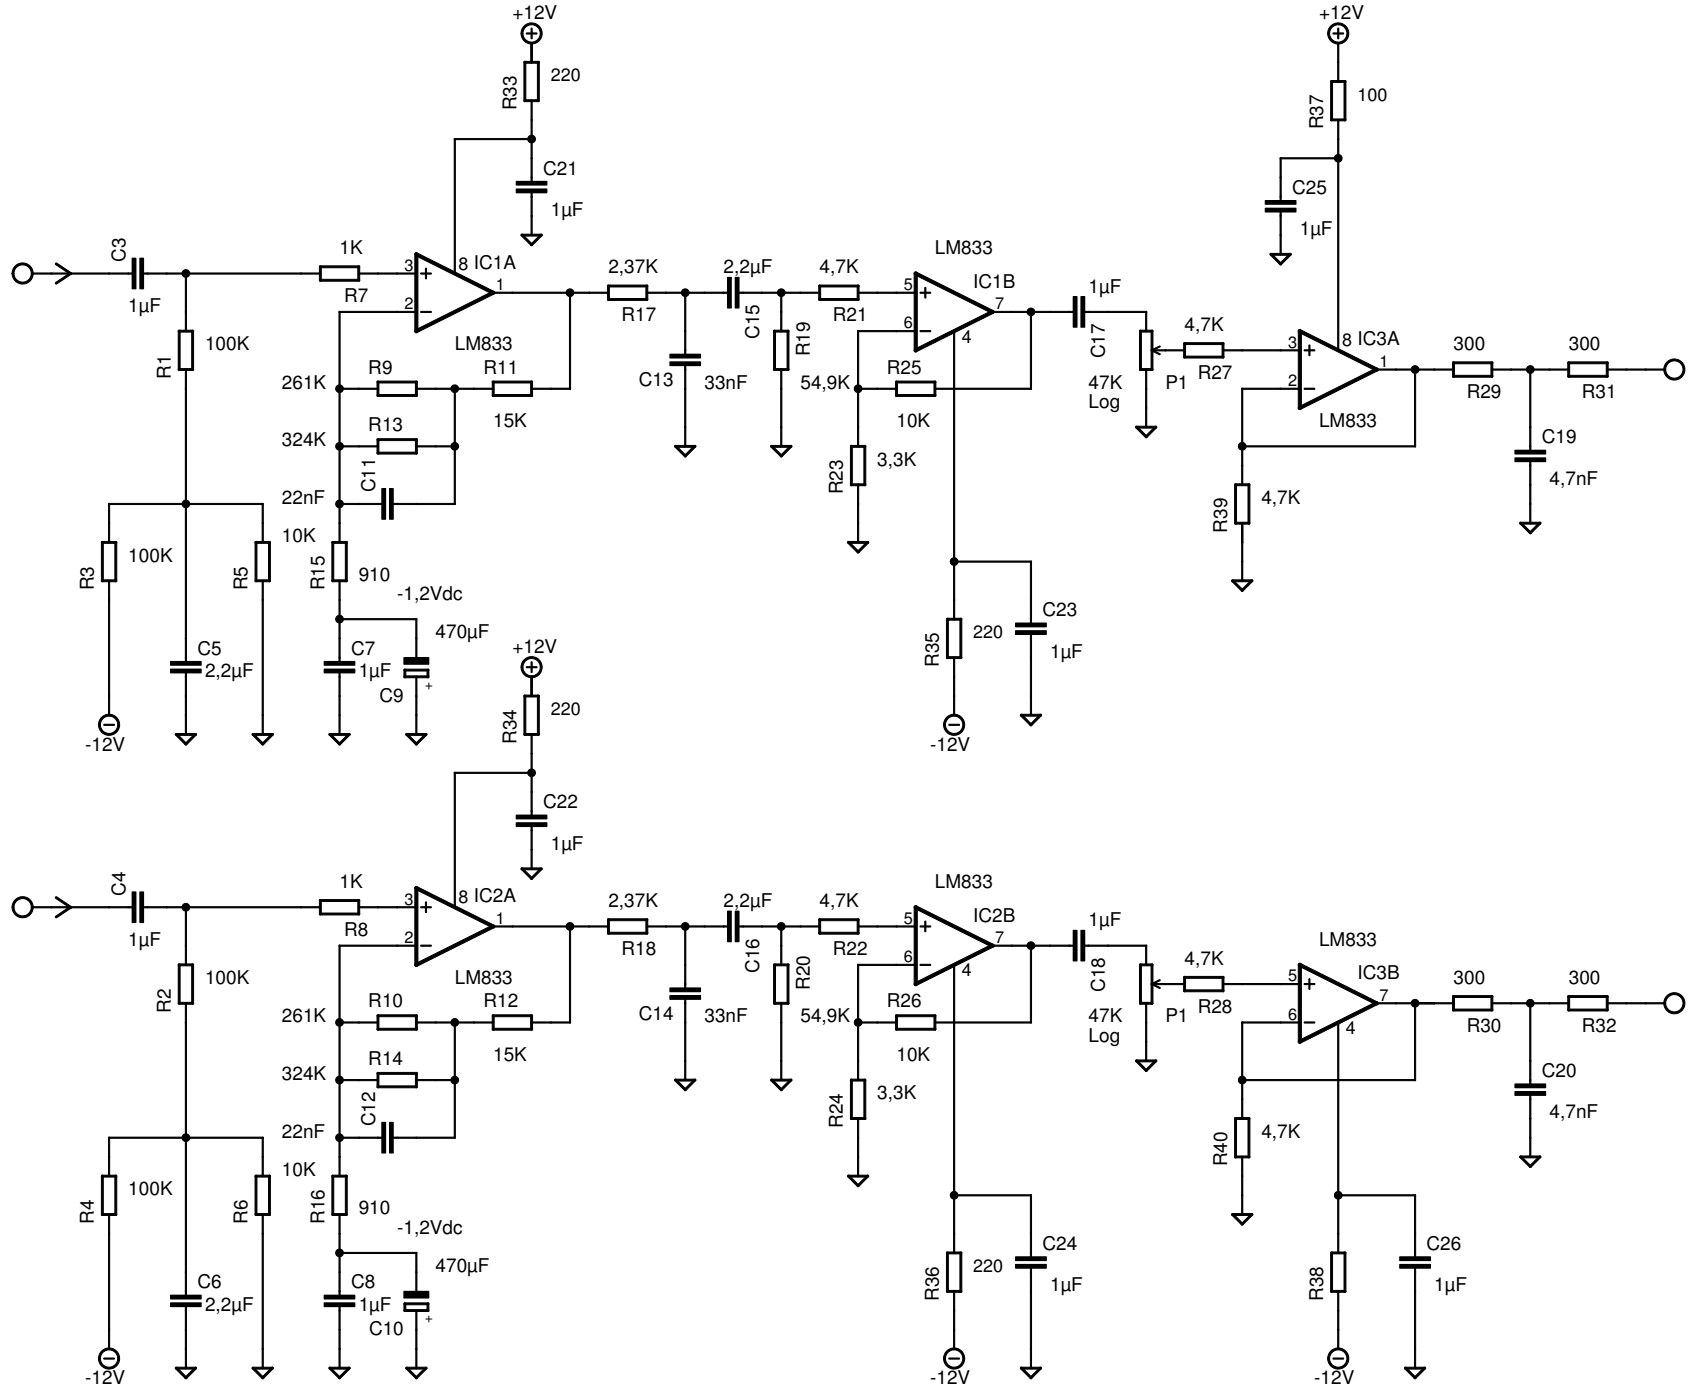 +12V
+12V
R33
220
R37
100
C21
1µF
C25
1µF
C3
1µF
1K
R7
3
+
2
−
8
IC1A
1
LM833
2,37K
R17
2,2µF
C15
4,7K
R21
LM833
5
+
6
−
IC1B
7
4
1µF
C17
4,7K
R27
3
+
2
−
8
IC3A
1
LM833
300
R29
300
R31
R1
100K
261K
R9
R11
15K
324K
R13
C11
22nF
C13
33nF
R19
54,9K
R25
10K
47K
Log
P1
R23
3,3K
C19
4,7nF
R39
4,7K
R3
100K
R5
10K
R15
910
-1,2Vdc
C5
2,2µF
C7
1µF
470µF
C9
+
R35
220
C23
1µF
-12V
-12V
+12V
R34
220
C22
1µF
C4
1µF
1K
R8
3
+
2
−
8
IC2A
1
LM833
2,37K
R18
2,2µF
C16
4,7K
R22
LM833
5
+
6
−
IC2B
7
4
1µF
C18
4,7K
R28
LM833
5
+
6
−
IC3B
7
4
300
R30
300
R32
R2
100K
261K
R10
R12
15K
324K
R14
C12
22nF
C14
33nF
R20
54,9K
R26
10K
47K
Log
P1
R24
3,3K
C20
4,7nF
R40
4,7K
R4
100K
R6
10K
R16
910
-1,2Vdc
C6
2,2µF
C8
1µF
470µF
C10
+
R36
220
C24
1µF
R38
C26
1µF
-12V
-12V
-12V